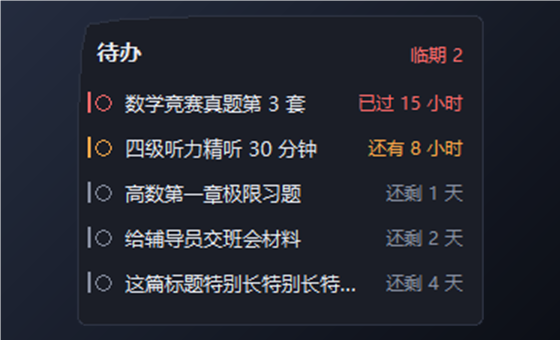 待办
临期 2
数学竞赛真题第 3 套 已过 15 小时
四级听力精听 30 分钟 还有 8 小时
高数第一章极限习题 还剩 1 天
给辅导员交班会材料 还剩 2 天
这篇标题特别长特别长特... 还剩 4 天